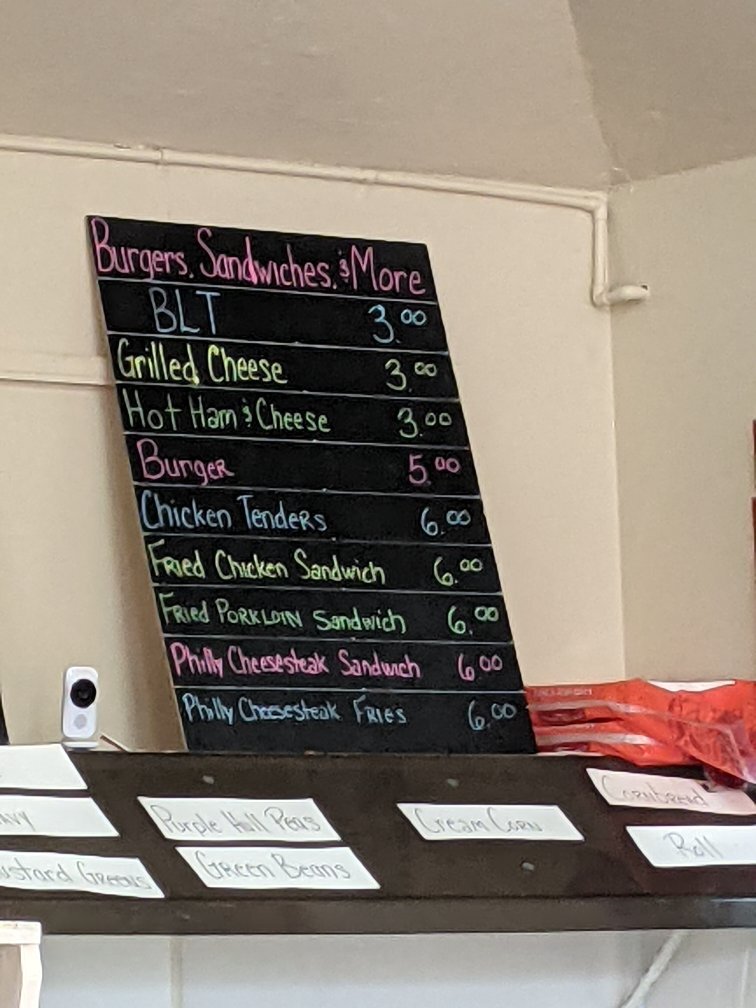 Burgers, Sandwiches, & More
BLT 3.00
Grilled Cheese 3.00
Hot Ham & Cheese 3.00
Burger 5.00
Chicken Tenders 6.00
Fried Chicken Sandwich 6.00
Fried Porkloin Sandwich 6.00
Philly Cheesesteak Sandwich 6.00
Philly Cheesesteak Fries 6.00
Cornbread
Purple Hull Peas
Cream Corn
Roll
Green Beans
Greens